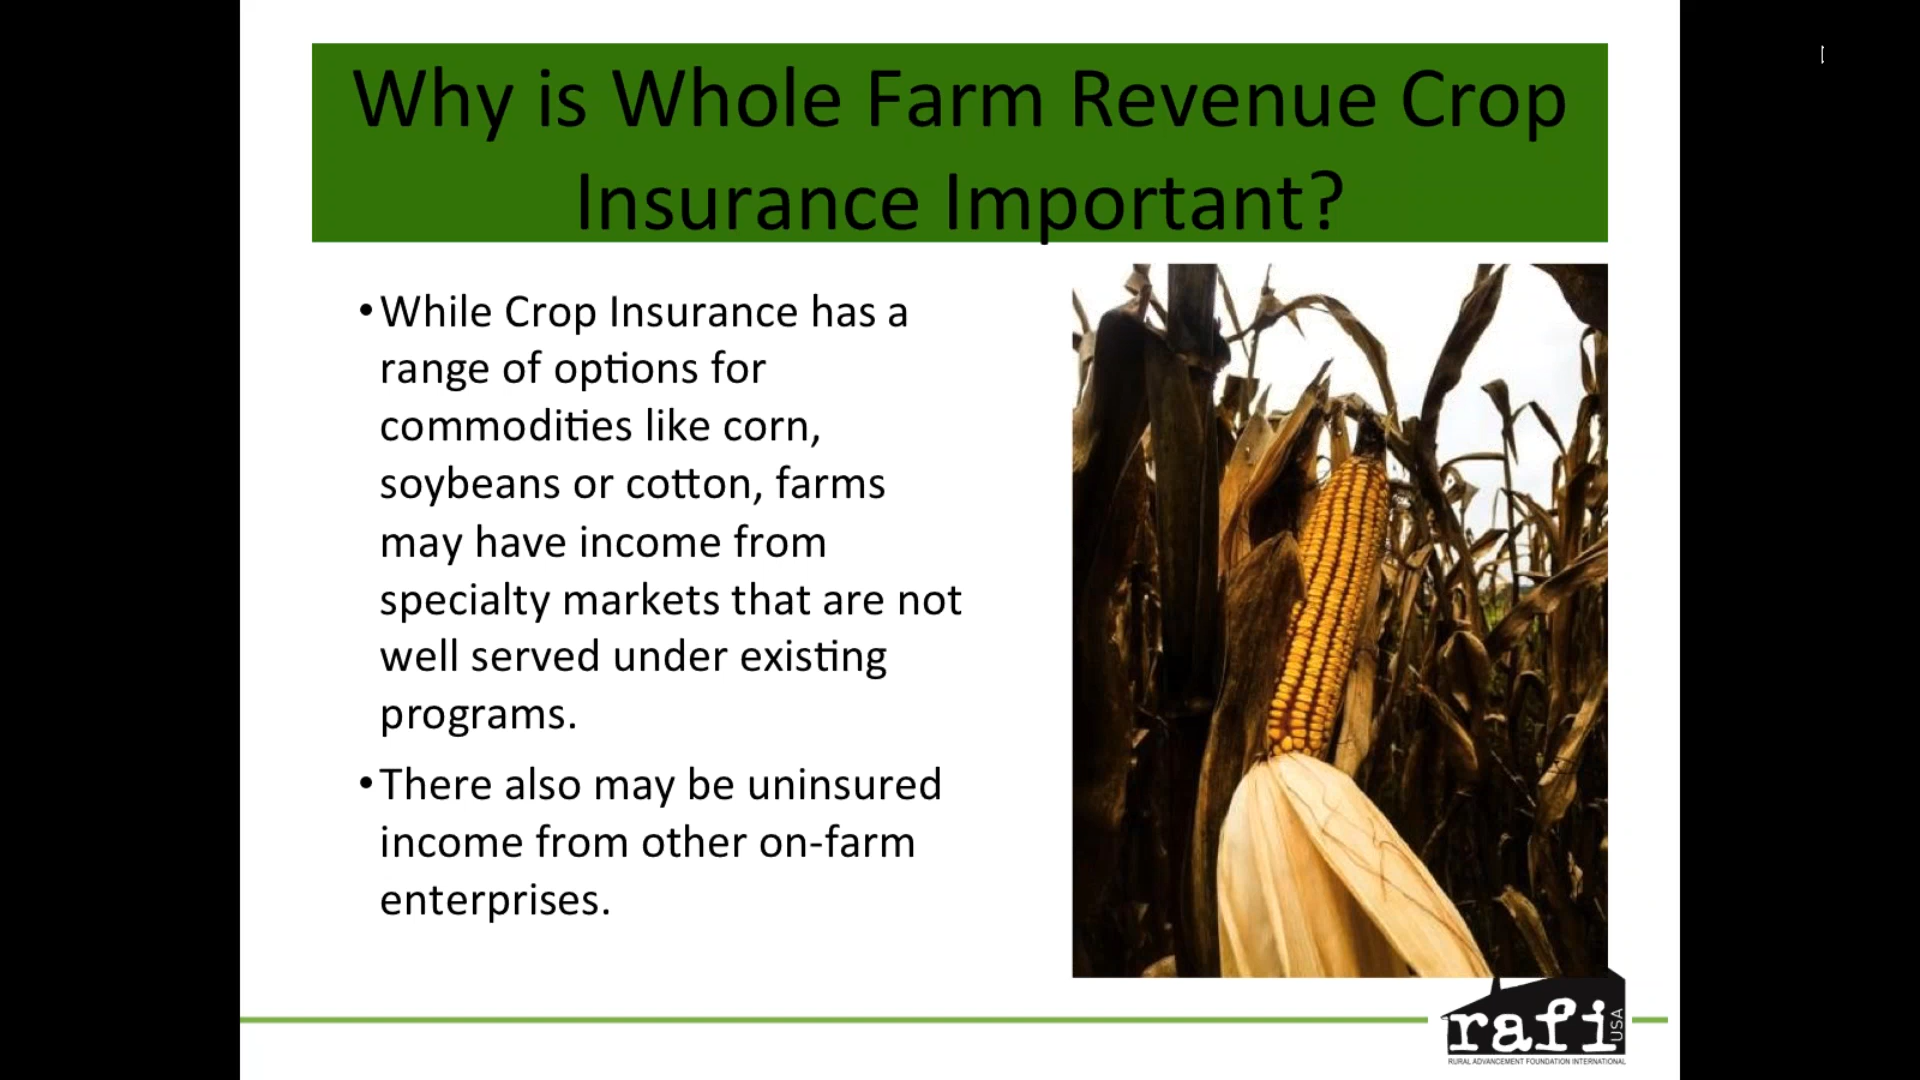 Why is Whole Farm Revenue Crop
Insurance Important?
•While Crop Insurance has a
range of options for
commodities like corn,
soybeans or cotton, farms
may have income from
specialty markets that are not
well served under existing
programs.
•There also may be uninsured
income from other on-farm
enterprises.
rafi
USA
RURAL ADVANCEMENT FOUNDATION INTERNATIONAL